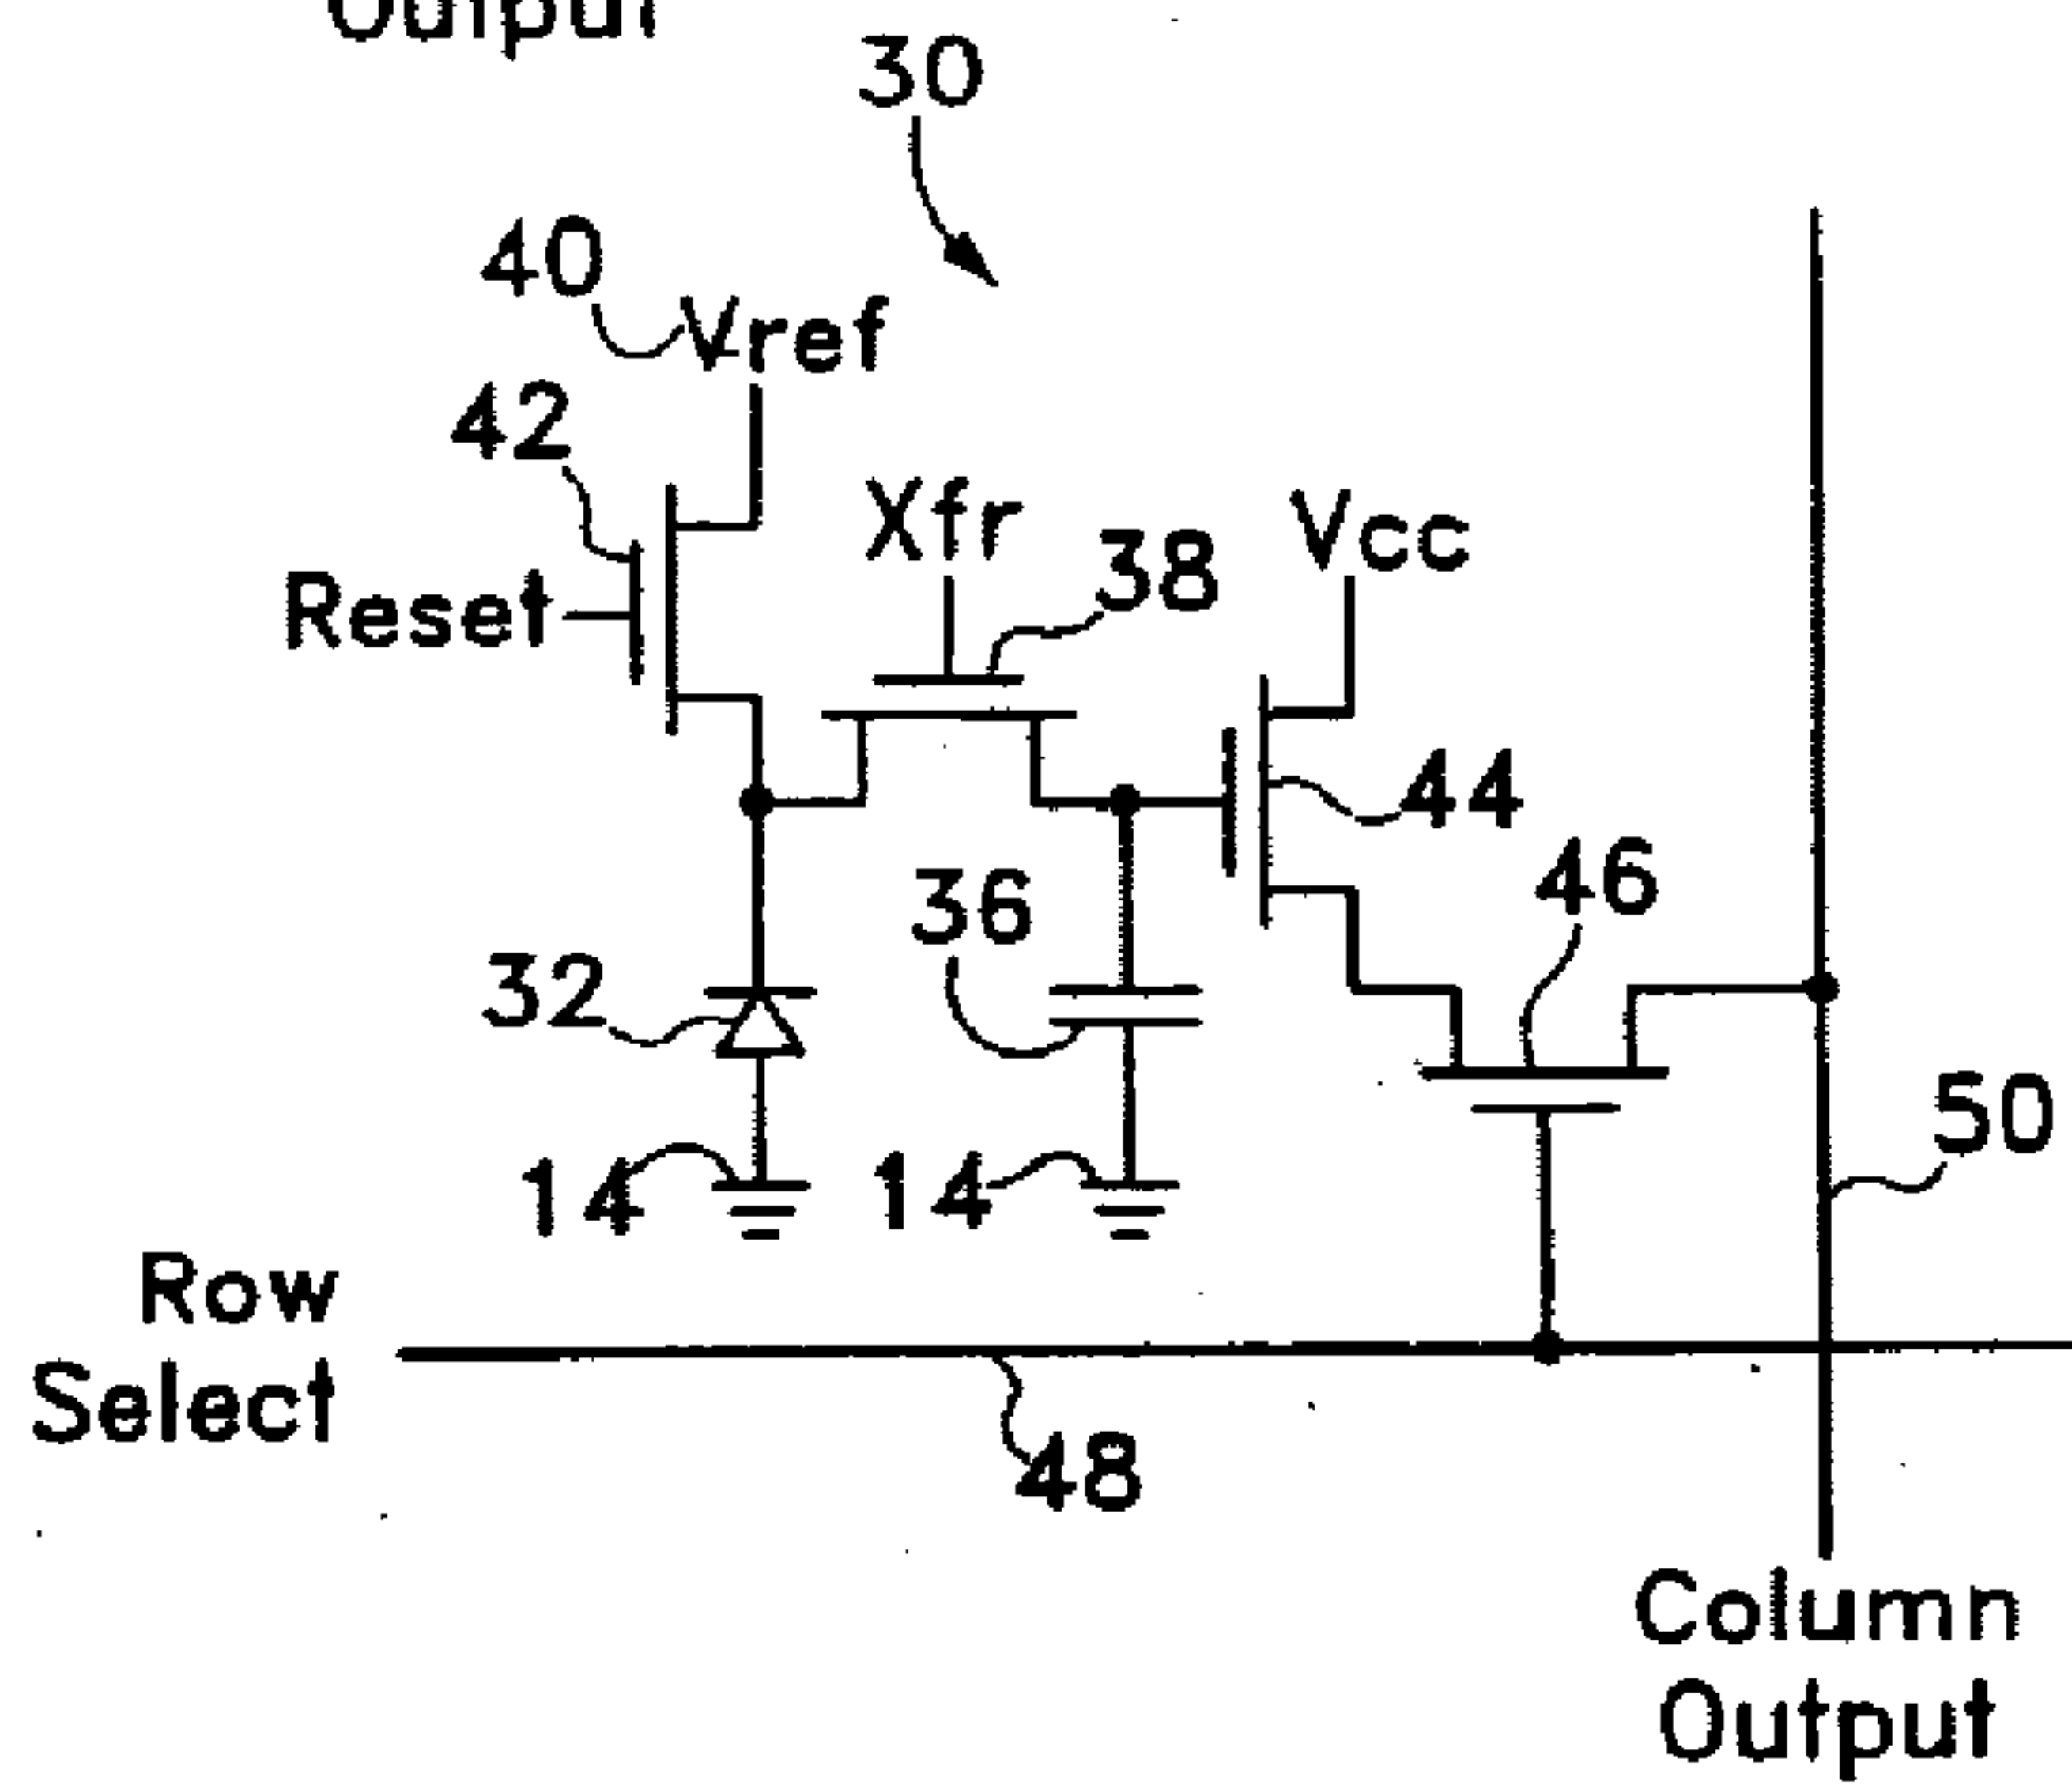 Output
30
40
Vref
42
Xfr
Vcc
38
Reset
44
46
36
32
50
14
14
Row
Select
48
Column
Output